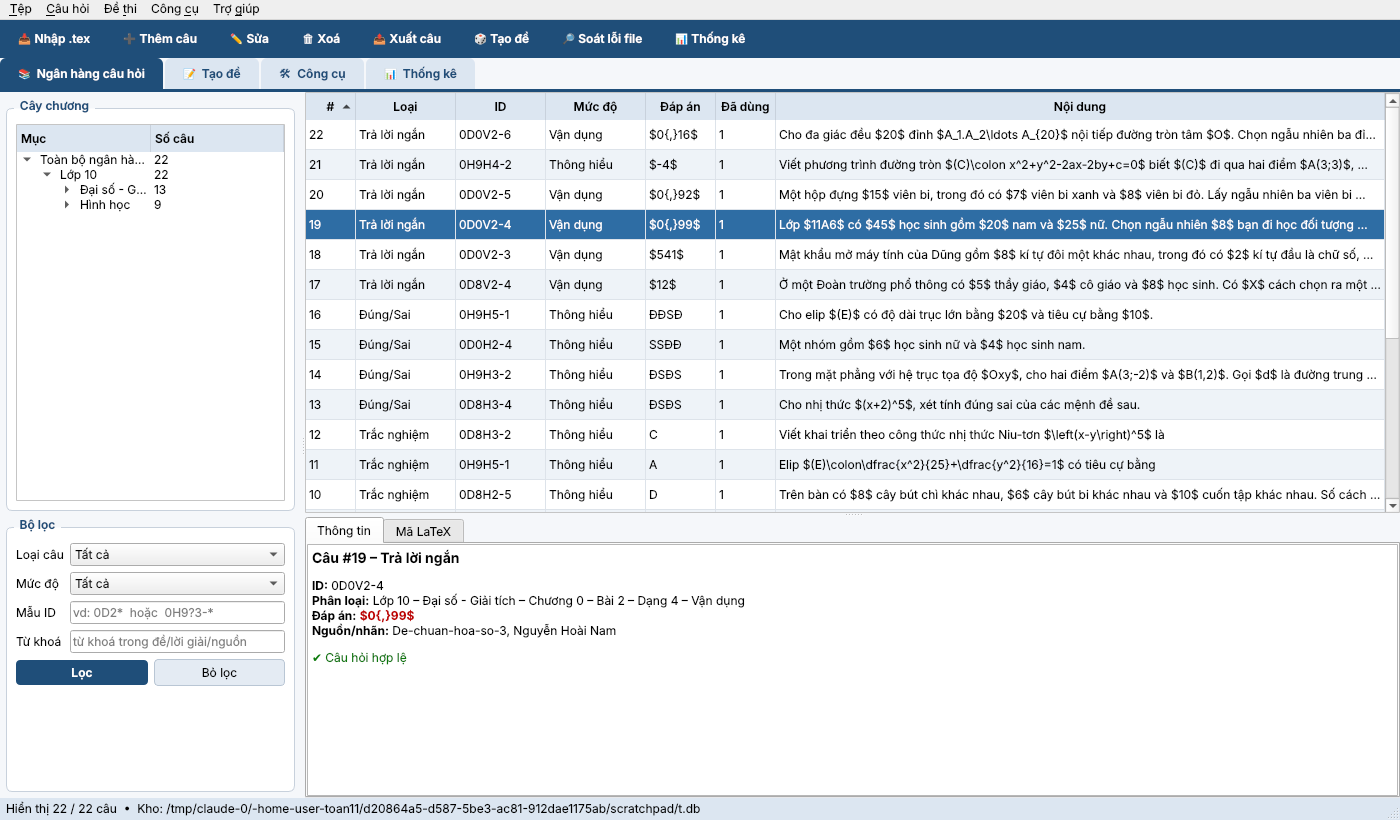 Tệp Câu hỏi Đề thi Công cụ Trợ giúp
Nhập .tex Thêm câu Sửa Xoá Xuất câu Tạo đề Soát lỗi file Thống kê
Ngân hàng câu hỏi Tạo đề Công cụ Thống kê
Cây chương
Mục Số câu
Toàn bộ ngân hà... 22
Lớp 10 22
Đại số - G... 13
Hình học 9
# Loại ID Mức độ Đáp án Đã dùng Nội dung
22 Trả lời ngắn 0D0V2-6 Vận dụng $0{,}16$ 1 Cho đa giác đều $20$ đỉnh $A_1.A_2\ldots A_{20}$ nội tiếp đường tròn tâm $O$. Chọn ngẫu nhiên ba đỉ...
21 Trả lời ngắn 0H9H4-2 Thông hiểu $-4$ 1 Viết phương trình đường tròn $(C)\colon x^2+y^2-2ax-2by+c=0$ biết $(C)$ đi qua hai điểm $A(3;3)$, ...
20 Trả lời ngắn 0D0V2-5 Vận dụng $0{,}92$ 1 Một hộp đựng $15$ viên bi, trong đó có $7$ viên bi xanh và $8$ viên bi đỏ. Lấy ngẫu nhiên ba viên bi ...
19 Trả lời ngắn 0D0V2-4 Vận dụng $0{,}99$ 1 Lớp $11A6$ có $45$ học sinh gồm $20$ nam và $25$ nữ. Chọn ngẫu nhiên $8$ bạn đi học đối tượng ...
18 Trả lời ngắn 0D0V2-3 Vận dụng $541$ 1 Mật khẩu mở máy tính của Dũng gồm $8$ kí tự đôi một khác nhau, trong đó có $2$ kí tự đầu là chữ số, ...
17 Trả lời ngắn 0D8V2-4 Vận dụng $12$ 1 Ở một Đoàn trường phổ thông có $5$ thầy giáo, $4$ cô giáo và $8$ học sinh. Có $X$ cách chọn ra một ...
16 Đúng/Sai 0H9H5-1 Thông hiểu ĐĐSĐ 1 Cho elip $(E)$ có độ dài trục lớn bằng $20$ và tiêu cự bằng $10$.
15 Đúng/Sai 0D0H2-4 Thông hiểu SSĐĐ 1 Một nhóm gồm $6$ học sinh nữ và $4$ học sinh nam.
14 Đúng/Sai 0H9H3-2 Thông hiểu ĐSĐS 1 Trong mặt phẳng với hệ trục tọa độ $Oxy$, cho hai điểm $A(3;-2)$ và $B(1,2)$. Gọi $d$ là đường trung ...
13 Đúng/Sai 0D8H3-4 Thông hiểu ĐSĐS 1 Cho nhị thức $(x+2)^5$, xét tính đúng sai của các mệnh đề sau.
12 Trắc nghiệm 0D8H3-2 Thông hiểu C 1 Viết khai triển theo công thức nhị thức Niu-tơn $\left(x-y\right)^5$ là
11 Trắc nghiệm 0H9H5-1 Thông hiểu A 1 Elip $(E)\colon\dfrac{x^2}{25}+\dfrac{y^2}{16}=1$ có tiêu cự bằng
10 Trắc nghiệm 0D8H2-5 Thông hiểu D 1 Trên bàn có $8$ cây bút chì khác nhau, $6$ cây bút bi khác nhau và $10$ cuốn tập khác nhau. Số cách ...
Bộ lọc
Loại câu Tất cả
Mức độ Tất cả
Mẫu ID vd: 0D2* hoặc 0H9?3-*
Từ khoá từ khoá trong đề/lời giải/nguồn
Lọc Bỏ lọc
Thông tin Mã LaTeX
Câu #19 – Trả lời ngắn
ID: 0D0V2-4
Phân loại: Lớp 10 – Đại số - Giải tích – Chương 0 – Bài 2 – Dạng 4 – Vận dụng
Đáp án: $0{,}99$
Nguồn/nhãn: De-chuan-hoa-so-3, Nguyễn Hoài Nam
✔ Câu hỏi hợp lệ
Hiển thị 22 / 22 câu • Kho: /tmp/claude-0/-home-user-toan11/d20864a5-d587-5be3-ac81-912dae1175ab/scratchpad/t.db